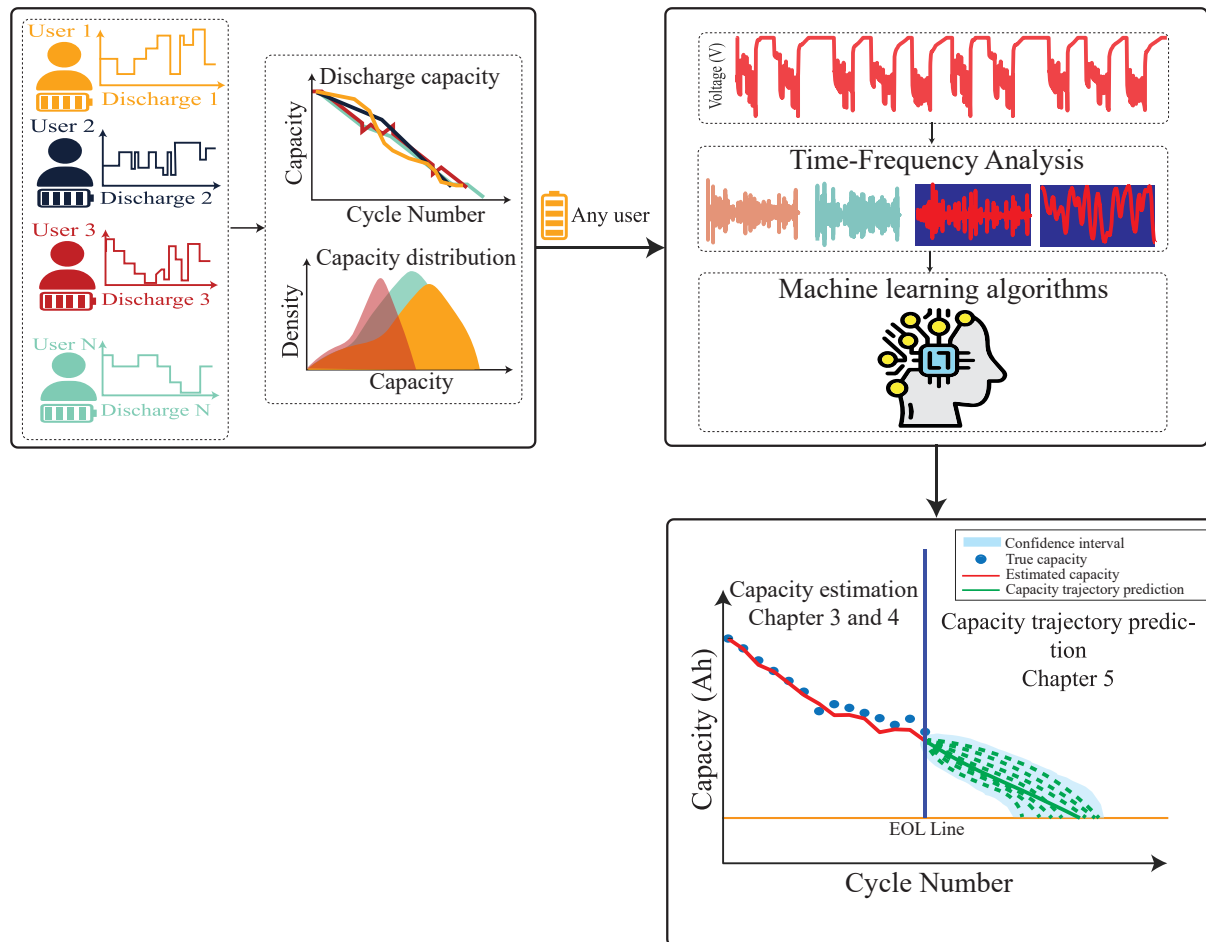 User 1
Discharge 1
User 2
Discharge 2
User 3
Discharge 3
User N
Discharge N
Discharge capacity
Capacity
Cycle Number
Capacity distribution
Density
Capacity
Any user
Voltage (V)
Time-Frequency Analysis
Machine learning algorithms
Confidence interval
True capacity
Estimated capacity
Capacity trajectory prediction
Capacity estimation
Chapter 3 and 4
Capacity trajectory predic-
tion
Chapter 5
Capacity (Ah)
EOL Line
Cycle Number